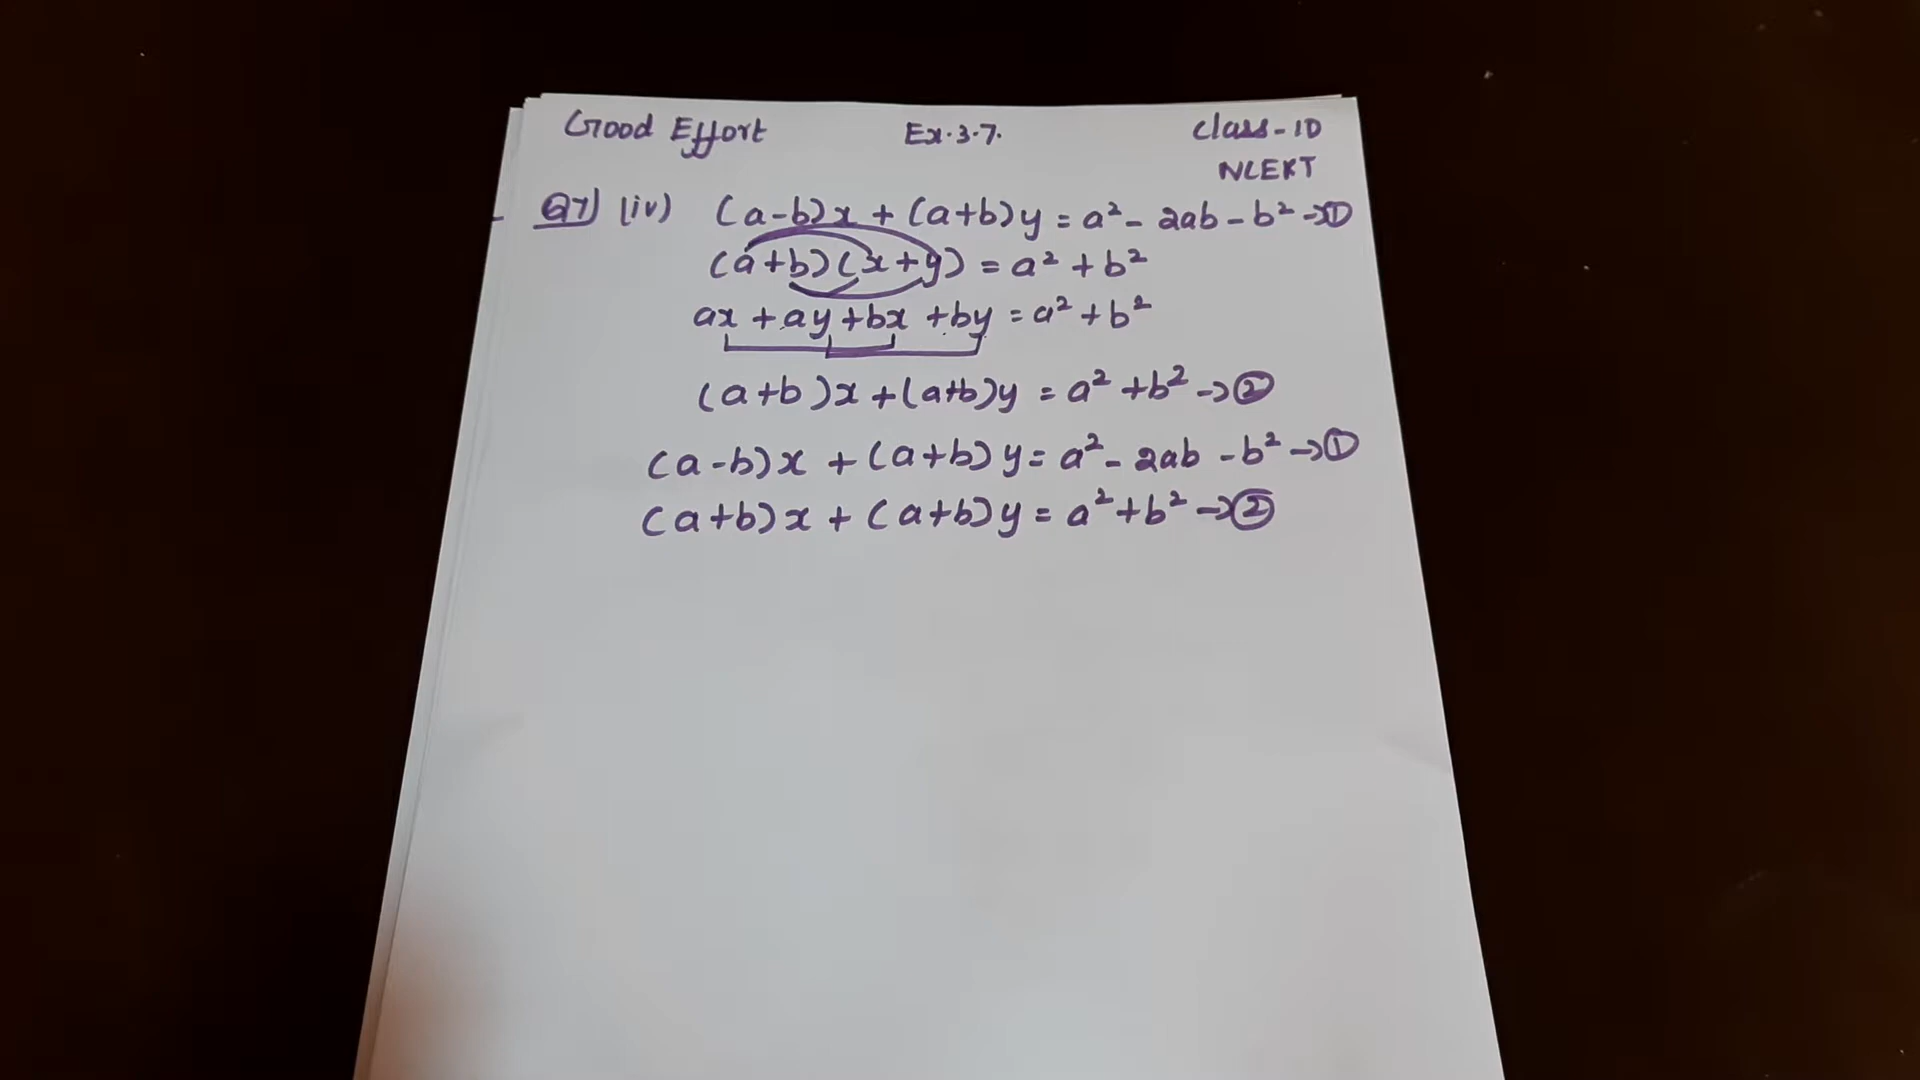 Good Effort Ex.3.7. Class-10
NCERT
Q7) (iv) (a-b)x + (a+b)y = a² - 2ab - b² → ①
(a+b)(x+y) = a² + b²
ax + ay + bx + by = a² + b²
(a+b)x + (a+b)y = a² + b² → ②
(a-b)x + (a+b)y = a² - 2ab - b² → ①
(a+b)x + (a+b)y = a² + b² → ②